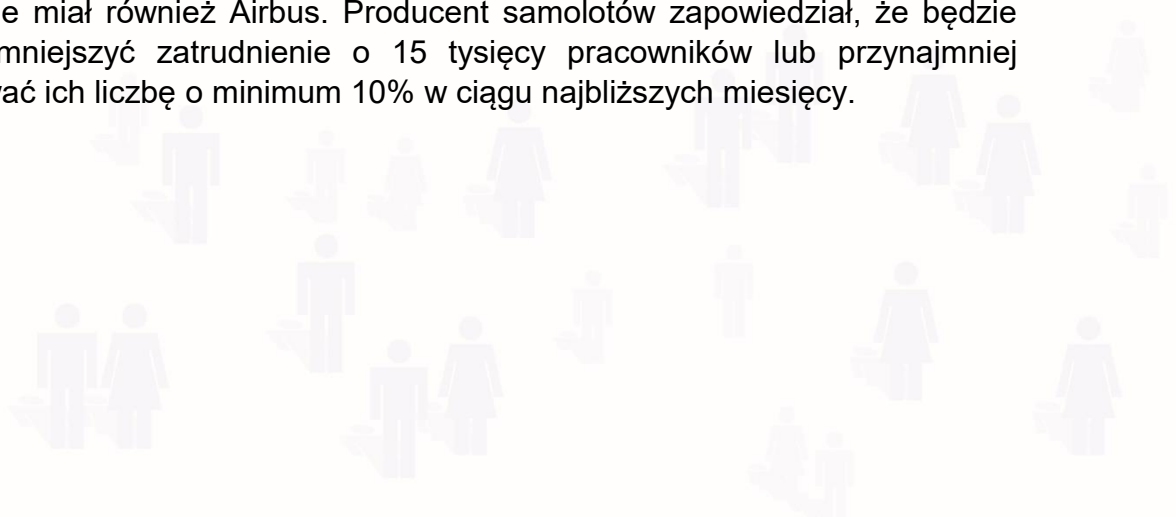 e miał również Airbus. Producent samolotów zapowiedział, że będzie
mniejszyć zatrudnienie o 15 tysięcy pracowników lub przynajmniej
wać ich liczbę o minimum 10% w ciągu najbliższych miesięcy.